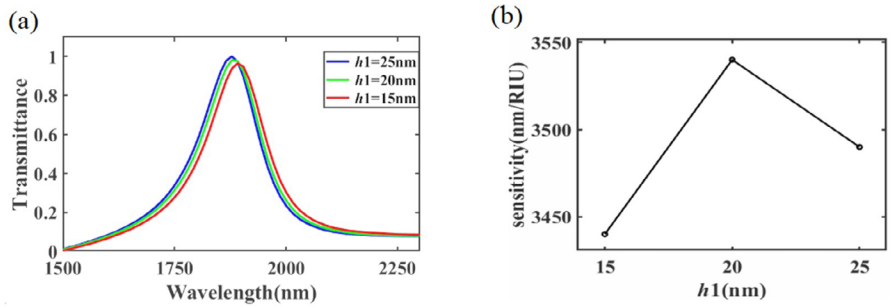 (a)
Transmittance
1
0.8
0.6
0.4
0.2
0
1500
1750
2000
2250
Wavelength(nm)
h1=25nm
h1=20nm
h1=15nm
(b)
sensitivity(nm/RIU)
3550
3500
3450
15
20
25
h1(nm)